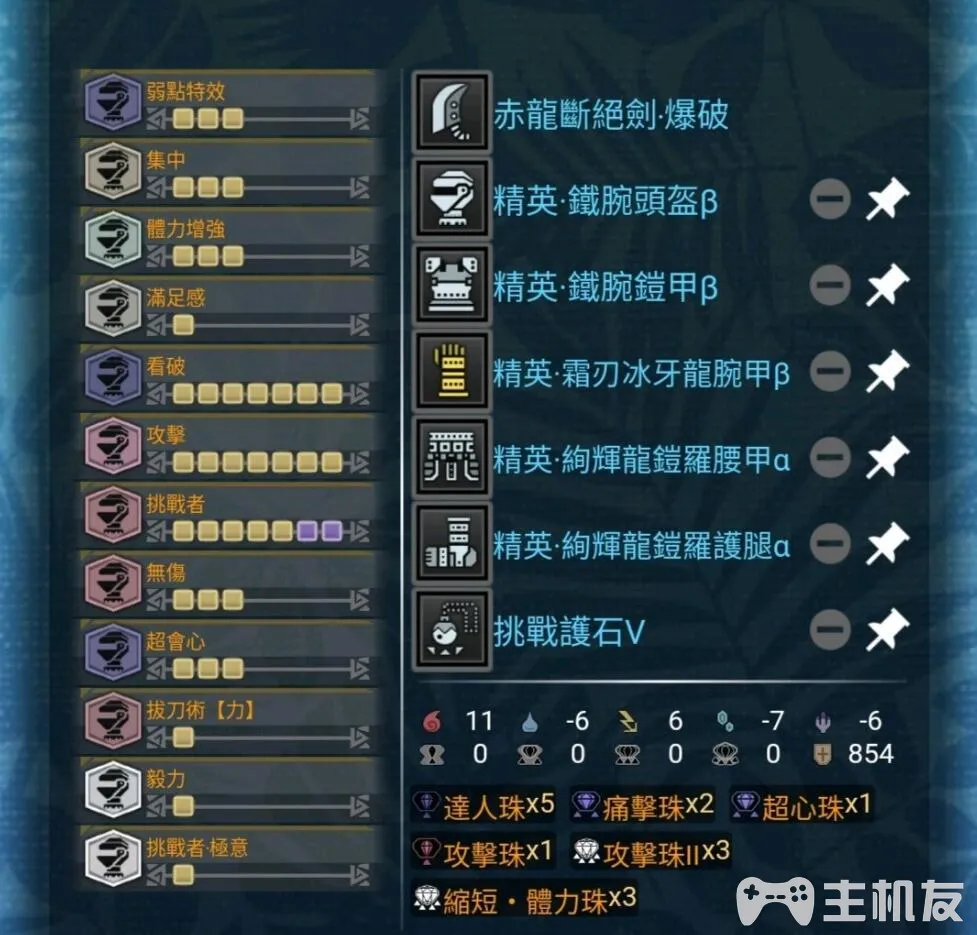 弱點特效
集中
體力增強
滿足感
看破
攻擊
挑戰者
無傷
超會心
拔刀術【力】
毅力
挑戰者·極意
赤龍斷絕劍·爆破
精英·鐵腕頭盔β
精英·鐵腕鎧甲β
精英·霜刃冰牙龍腕甲β
精英·絢輝龍鎧羅腰甲α
精英·絢輝龍鎧羅護腿α
挑戰護石V
11 -6 6 -7 -6
0 0 0 0 854
達人珠x5 痛擊珠x2 超心珠x1
攻擊珠x1 攻擊珠IIx3
縮短·體力珠x3
主机友